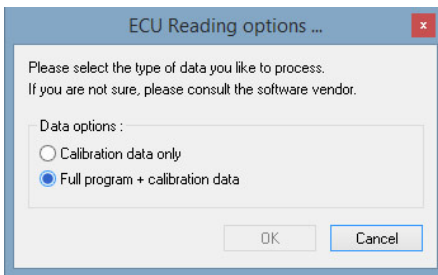 ECU Reading options ...
x
Please select the type of data you like to process.
If you are not sure, please consult the software vendor.
Data options :
Calibration data only
Full program + calibration data
OK Cancel